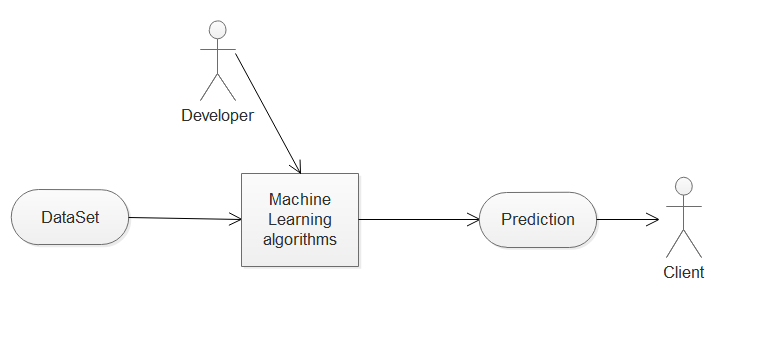 Developer
DataSet
Machine
Learning
algorithms
Prediction
Client